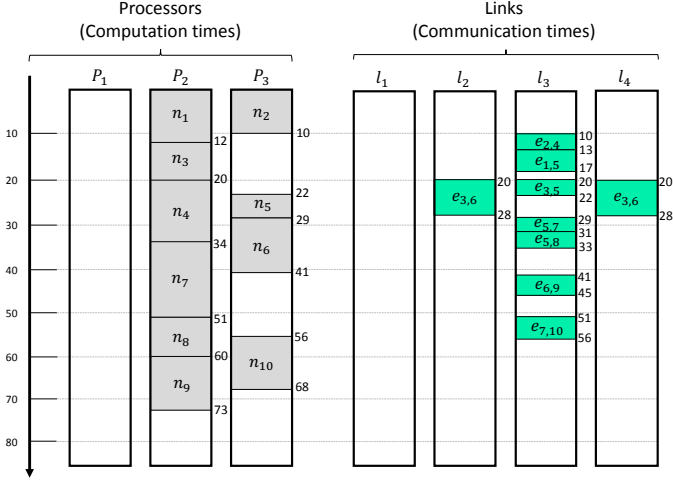 Processors
(Computation times)
Links
(Communication times)
P₁ P₂ P₃ l₁ l₂ l₃ l₄
n₁ n₂
10 10 10
12 e₂,₄ 13
n₃ e₁,₅ 17
20 20 20 20 20
e₃,₆ e₃,₅ e₃,₆
22 22
n₄ n₅
28 28
30 29 e₅,₇ 29
31
34 n₆ e₅,₈ 33
40 41 41
n₇ e₆,₉ 45
50 51 51
n₈ 56 e₇,₁₀ 56
60 60
n₉ n₁₀
68
70 73
80